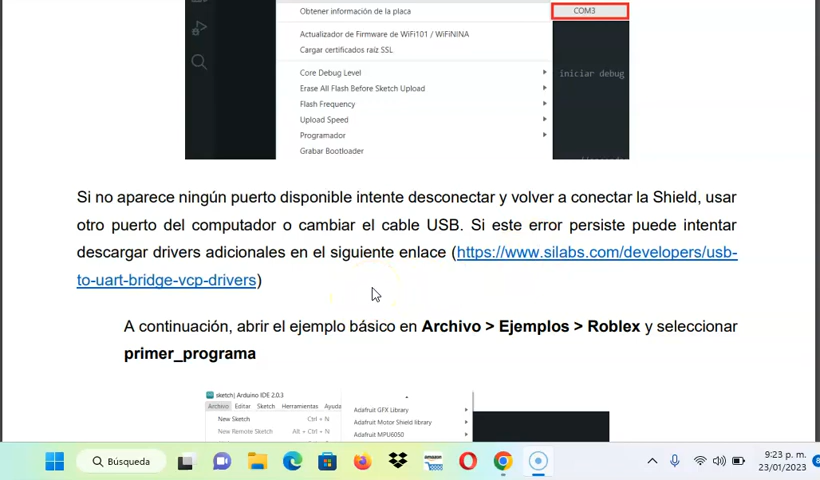 Obtener información de la placa
COM3
Actualizador de Firmware de WiFi101 / WiFiNINA
Cargar certificados raíz SSL
Core Debug Level
iniciar debug
Erase All Flash Before Sketch Upload
Flash Frequency
Upload Speed
Programador
Grabar Bootloader
Si no aparece ningún puerto disponible intente desconectar y volver a conectar la Shield, usar
otro puerto del computador o cambiar el cable USB. Si este error persiste puede intentar
descargar drivers adicionales en el siguiente enlace (https://www.silabs.com/developers/usb-
to-uart-bridge-vcp-drivers)
A continuación, abrir el ejemplo básico en Archivo > Ejemplos > Roblex y seleccionar
primer_programa
sketch| Arduino IDE 2.0.3
Archivo Editar Sketch Herramientas Ayuda
New Sketch Ctrl + N
New Remote Sketch Alt + Ctrl + N
Adafruit GFX Library
Adafruit Motor Shield library
Adafruit MPU6050
Búsqueda
9:23 p. m.
23/01/2023